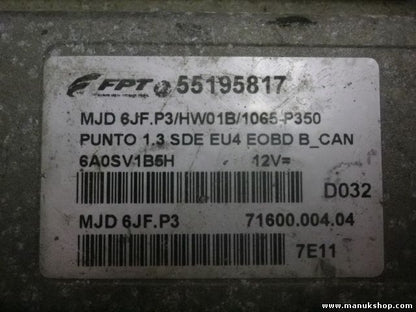 FPT 55195817
MJD 6JF.P3/HW01B/1065-P350
PUNTO 1.3 SDE EU4 EOBD B_CAN
6A0SV1B5H 12V=
D032
MJD 6JF.P3 71600.004.04
7E11
www.manukshop.com